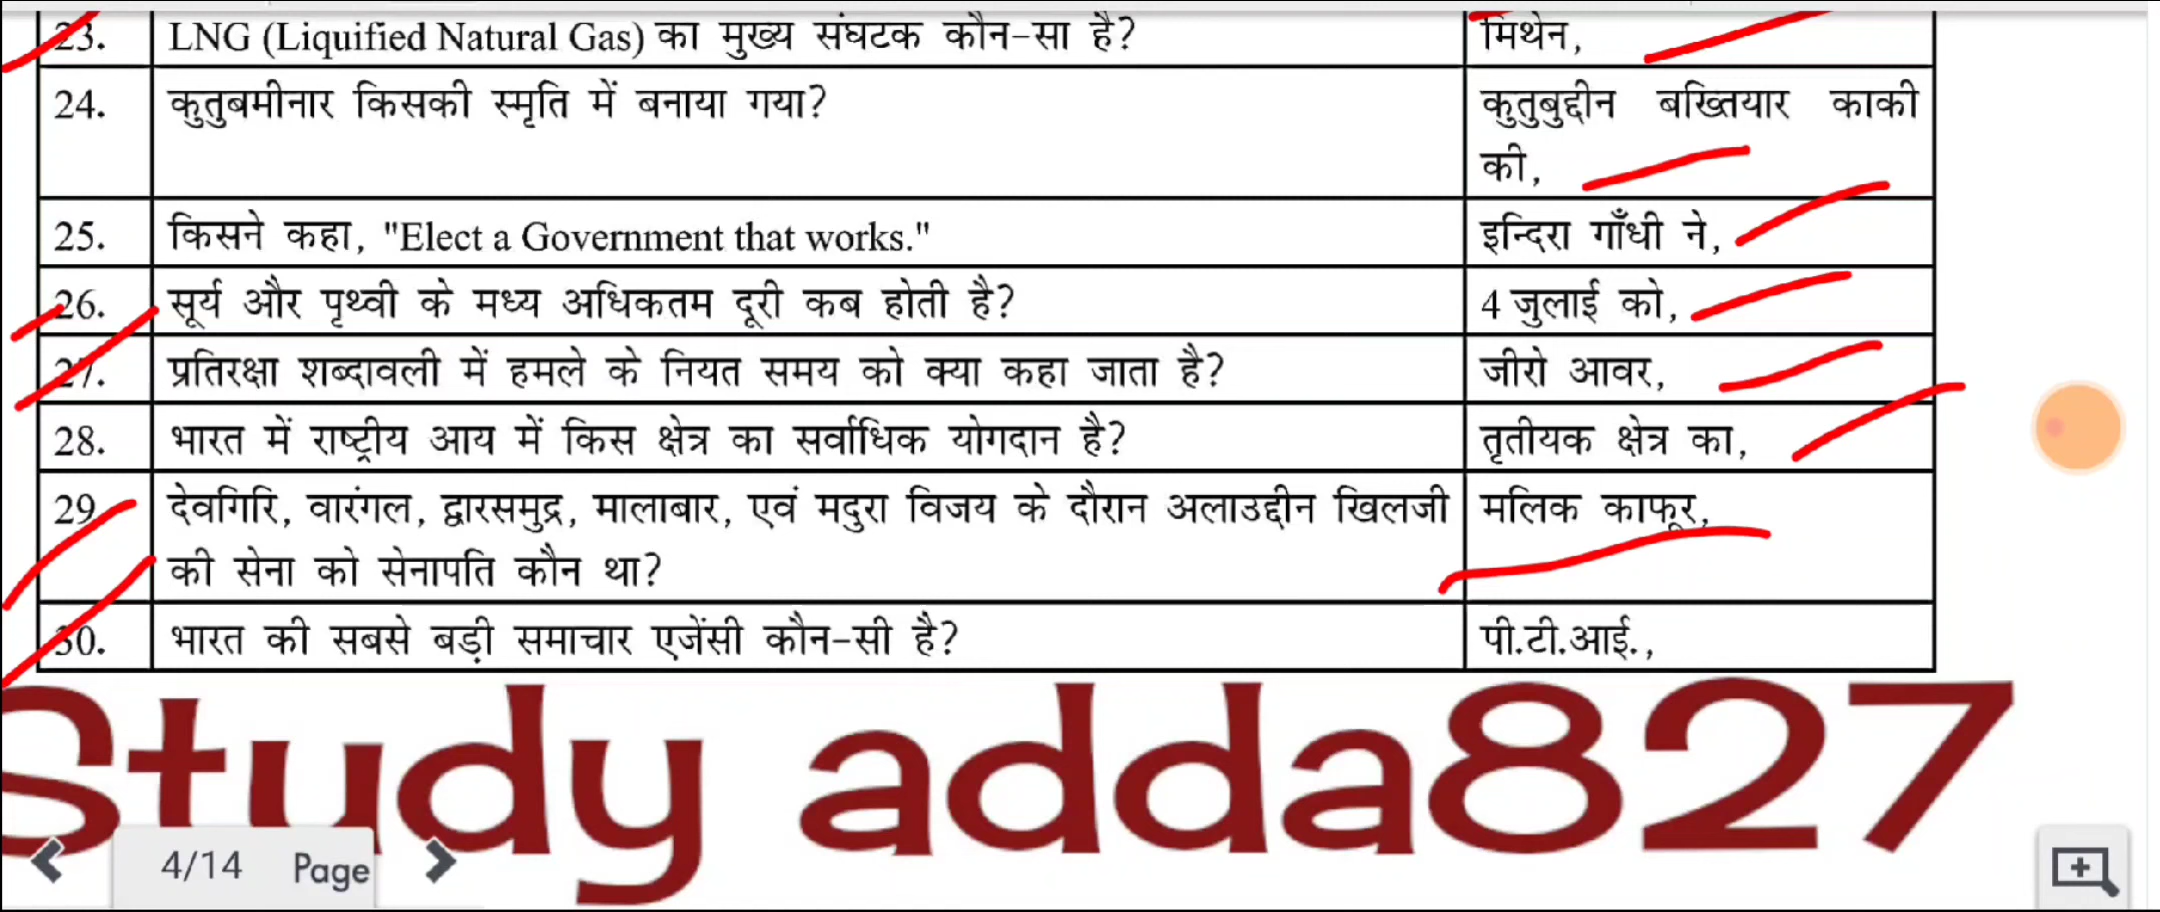 23. LNG (Liquified Natural Gas) का मुख्य संघटक कौन-सा है? मिथेन,
24. कुतुबमीनार किसकी स्मृति में बनाया गया? कुतुबुद्दीन बख्तियार काकी
की,
25. किसने कहा, "Elect a Government that works." इन्दिरा गाँधी ने,
26. सूर्य और पृथ्वी के मध्य अधिकतम दूरी कब होती है? 4 जुलाई को,
27. प्रतिरक्षा शब्दावली में हमले के नियत समय को क्या कहा जाता है? जीरो आवर,
28. भारत में राष्ट्रीय आय में किस क्षेत्र का सर्वाधिक योगदान है? तृतीयक क्षेत्र का,
29. देवगिरि, वारंगल, द्वारसमुद्र, मालाबार, एवं मदुरा विजय के दौरान अलाउद्दीन खिलजी मलिक काफूर,
की सेना को सेनापति कौन था?
30. भारत की सबसे बड़ी समाचार एजेंसी कौन-सी है? पी.टी.आई.,
Study adda827
4/14 Page